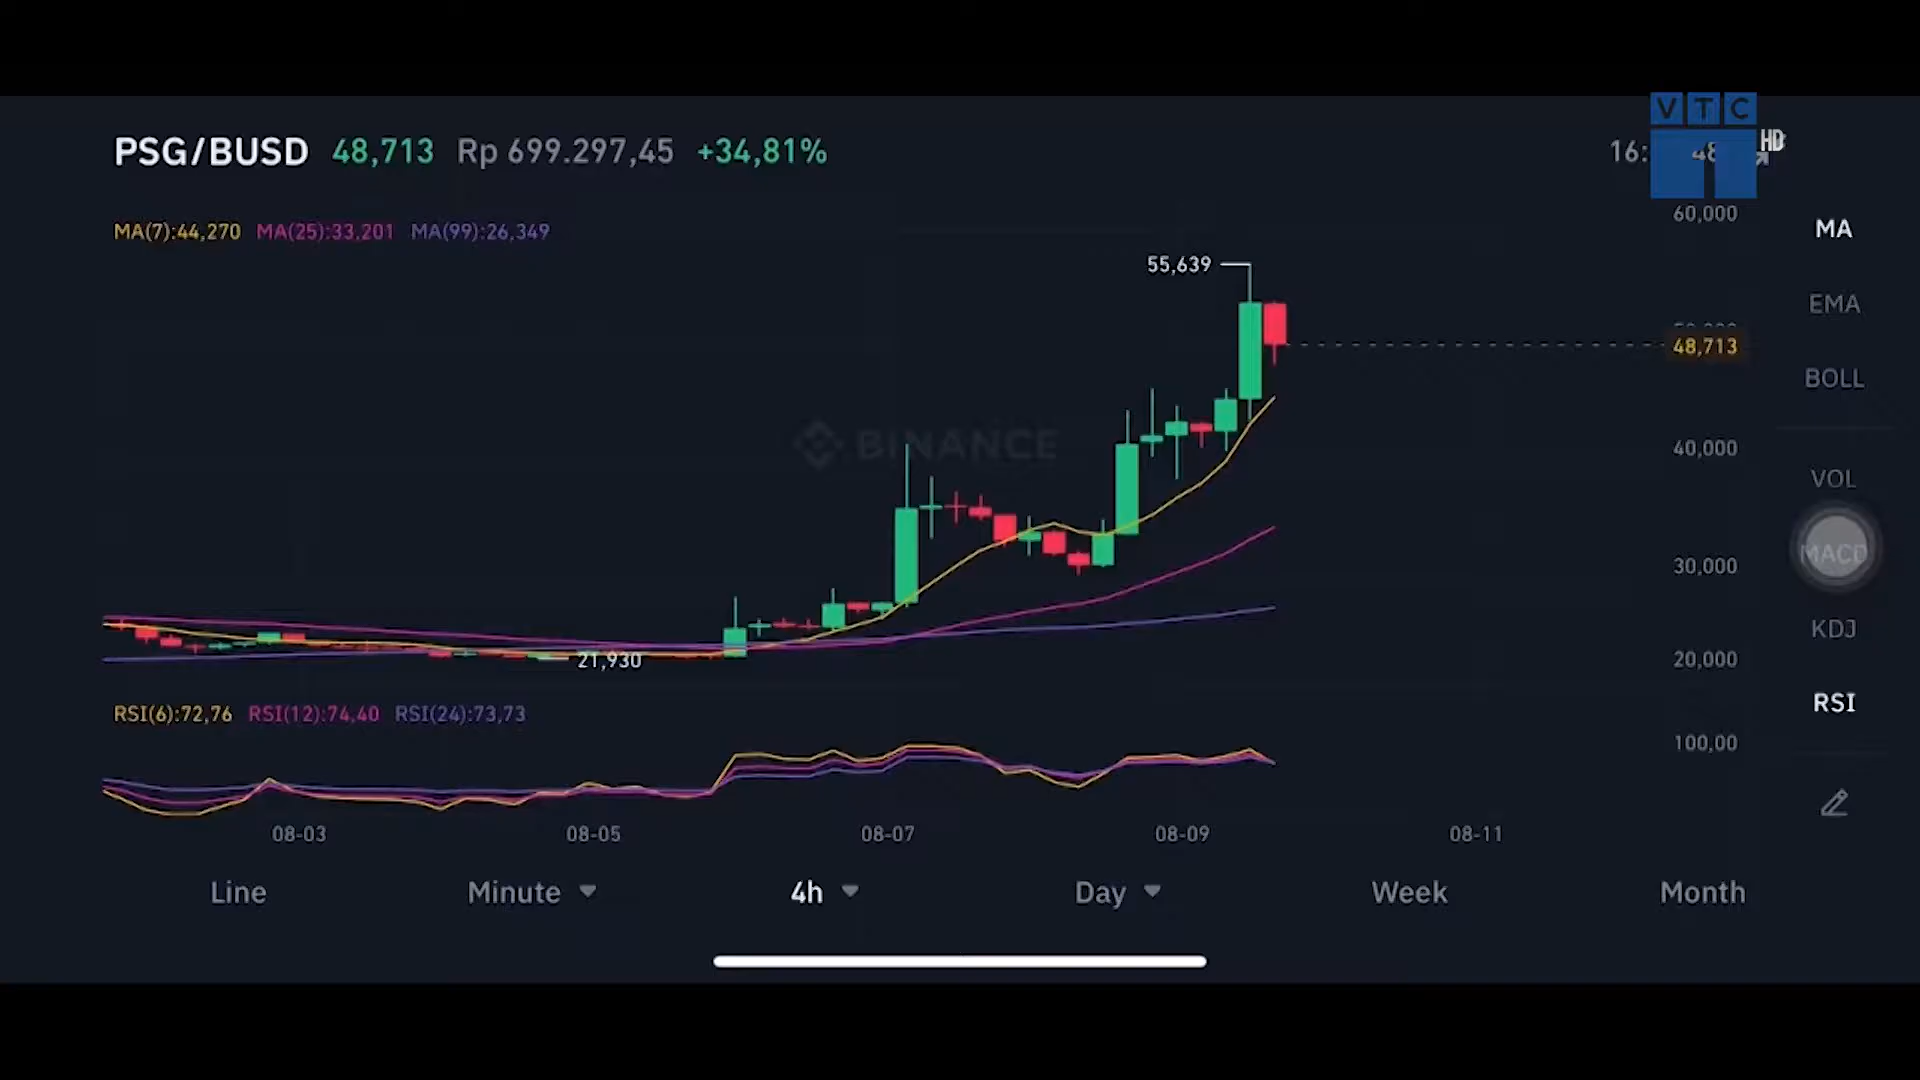 VTC
HD
PSG/BUSD 48,713 Rp 699.297,45 +34,81% 16:
60,000
MA(7):44,270 MA(25):33,201 MA(99):26,349
MA
55,639
EMA
48,713
BOLL
BINANCE
40,000
VOL
MACD
30,000
KDJ
21,930
20,000
RSI
RSI(6):72,76 RSI(12):74,40 RSI(24):73,73
100,00
08-03 08-05 08-07 08-09 08-11
Line Minute 4h Day Week Month